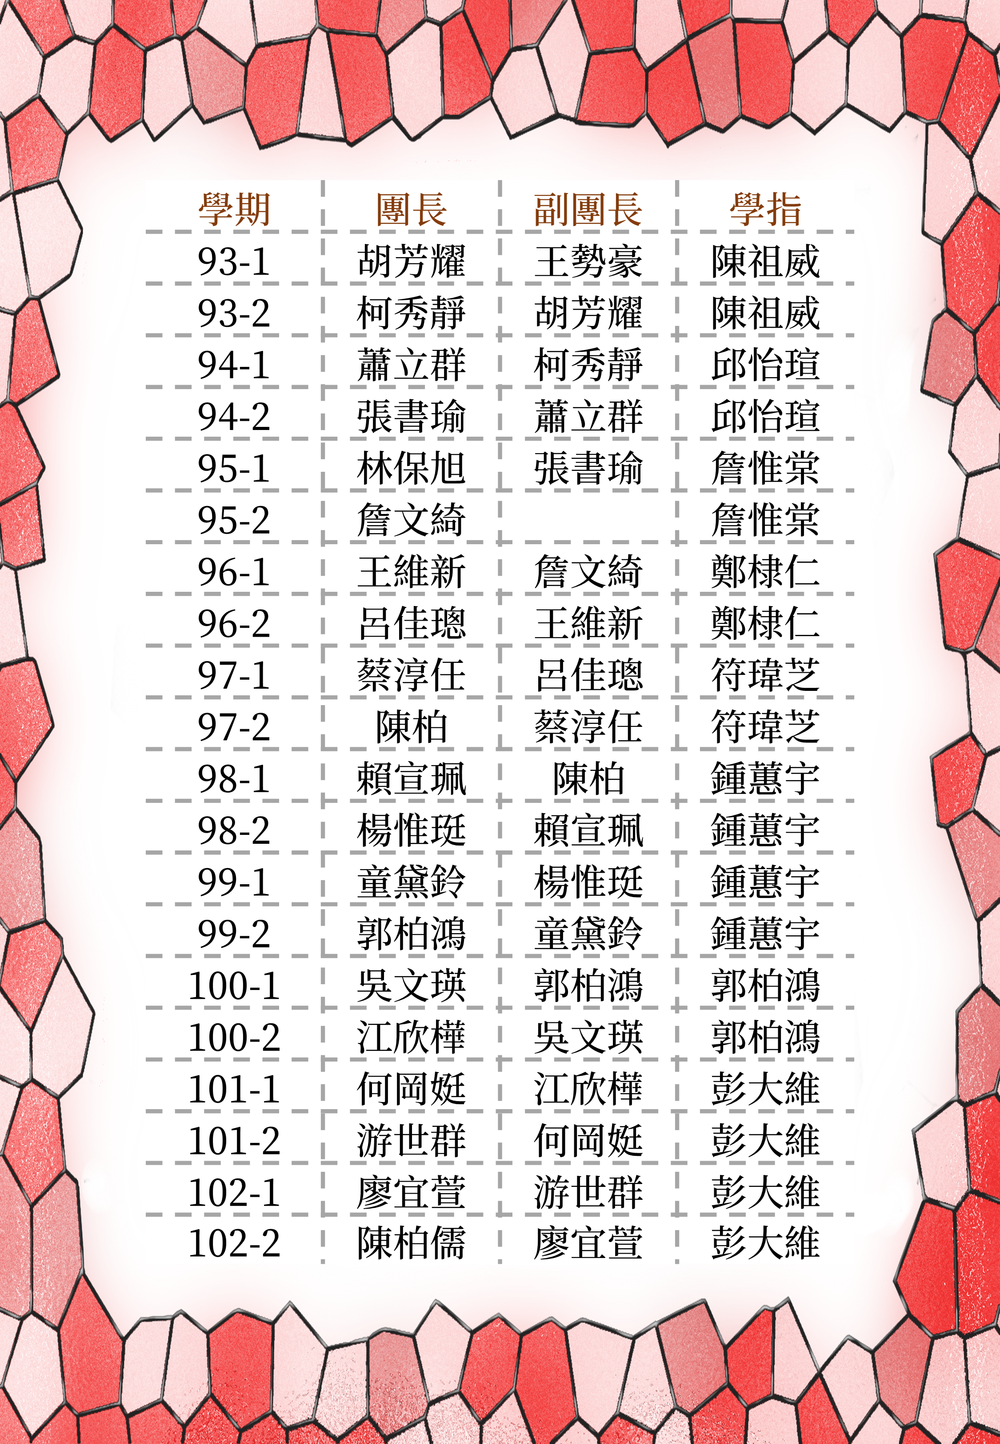 學期 團長 副團長 學指
93-1 胡芳耀 王勢豪 陳祖威
93-2 柯秀靜 胡芳耀 陳祖威
94-1 蕭立群 柯秀靜 邱怡瑄
94-2 張書瑜 蕭立群 邱怡瑄
95-1 林保旭 張書瑜 詹惟棠
95-2 詹文綺 詹惟棠
96-1 王維新 詹文綺 鄭棣仁
96-2 呂佳璁 王維新 鄭棣仁
97-1 蔡淳任 呂佳璁 符瑋芝
97-2 陳柏 蔡淳任 符瑋芝
98-1 賴宣珮 陳柏 鍾蕙宇
98-2 楊惟珽 賴宣珮 鍾蕙宇
99-1 童黛鈴 楊惟珽 鍾蕙宇
99-2 郭柏鴻 童黛鈴 鍾蕙宇
100-1 吳文瑛 郭柏鴻 郭柏鴻
100-2 江欣樺 吳文瑛 郭柏鴻
101-1 何岡娗 江欣樺 彭大維
101-2 游世群 何岡娗 彭大維
102-1 廖宜萱 游世群 彭大維
102-2 陳柏儒 廖宜萱 彭大維